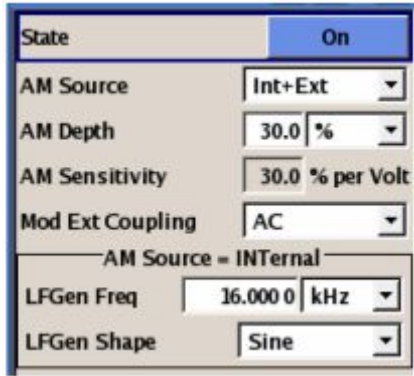 State On
AM Source Int+Ext
AM Depth 30.0 %
AM Sensitivity 30.0 % per Volt
Mod Ext Coupling AC
AM Source = INTernal
LFGen Freq 16.000 0 kHz
LFGen Shape Sine